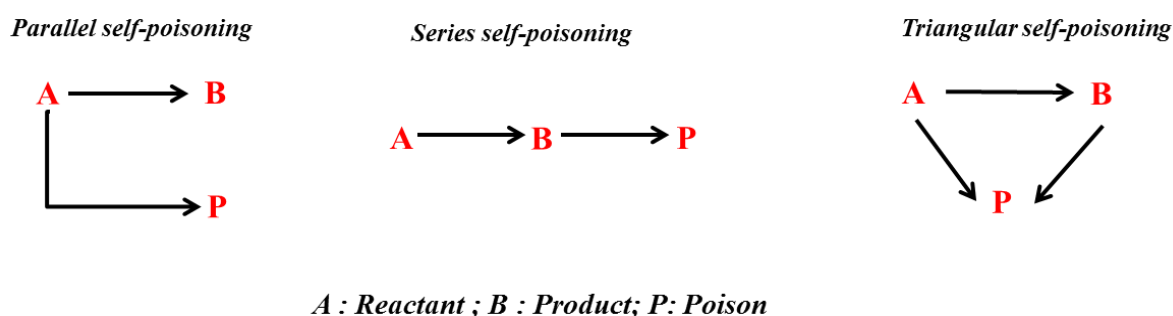 Parallel self-poisoning
Series self-poisoning
Triangular self-poisoning
A B
P
A B P
A B
P
A : Reactant ; B : Product; P: Poison